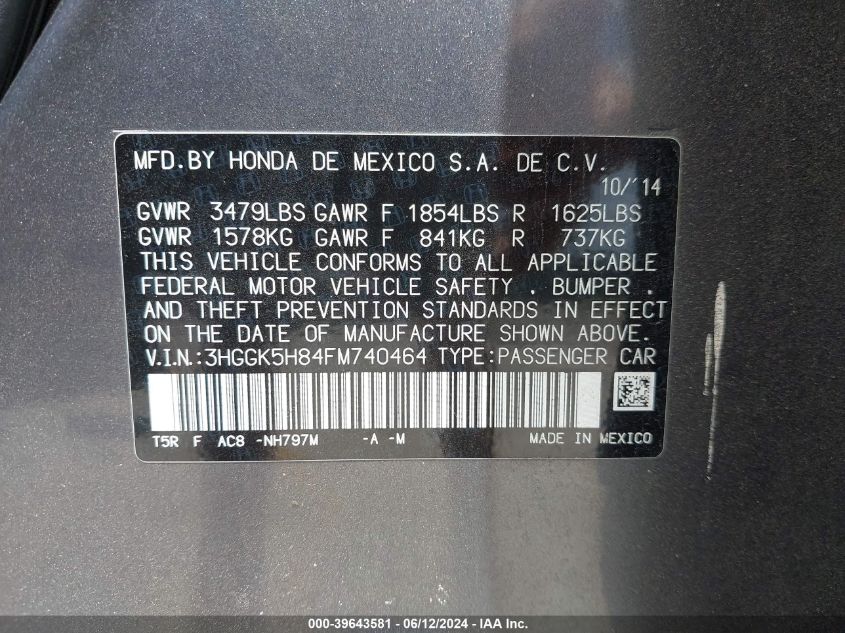 MFD.BY HONDA DE MEXICO S.A. DE C.V.
10/'14
GVWR 3479LBS GAWR F 1854LBS R 1625LBS
GVWR 1578KG GAWR F 841KG R 737KG
THIS VEHICLE CONFORMS TO ALL APPLICABLE
FEDERAL MOTOR VEHICLE SAFETY . BUMPER .
AND THEFT PREVENTION STANDARDS IN EFFECT
ON THE DATE OF MANUFACTURE SHOWN ABOVE.
V.I.N.:3HGGK5H84FM740464 TYPE:PASSENGER CAR
T5R F AC8 -NH797M -A -M MADE IN MEXICO
000-39643581 - 06/12/2024 - IAA Inc.